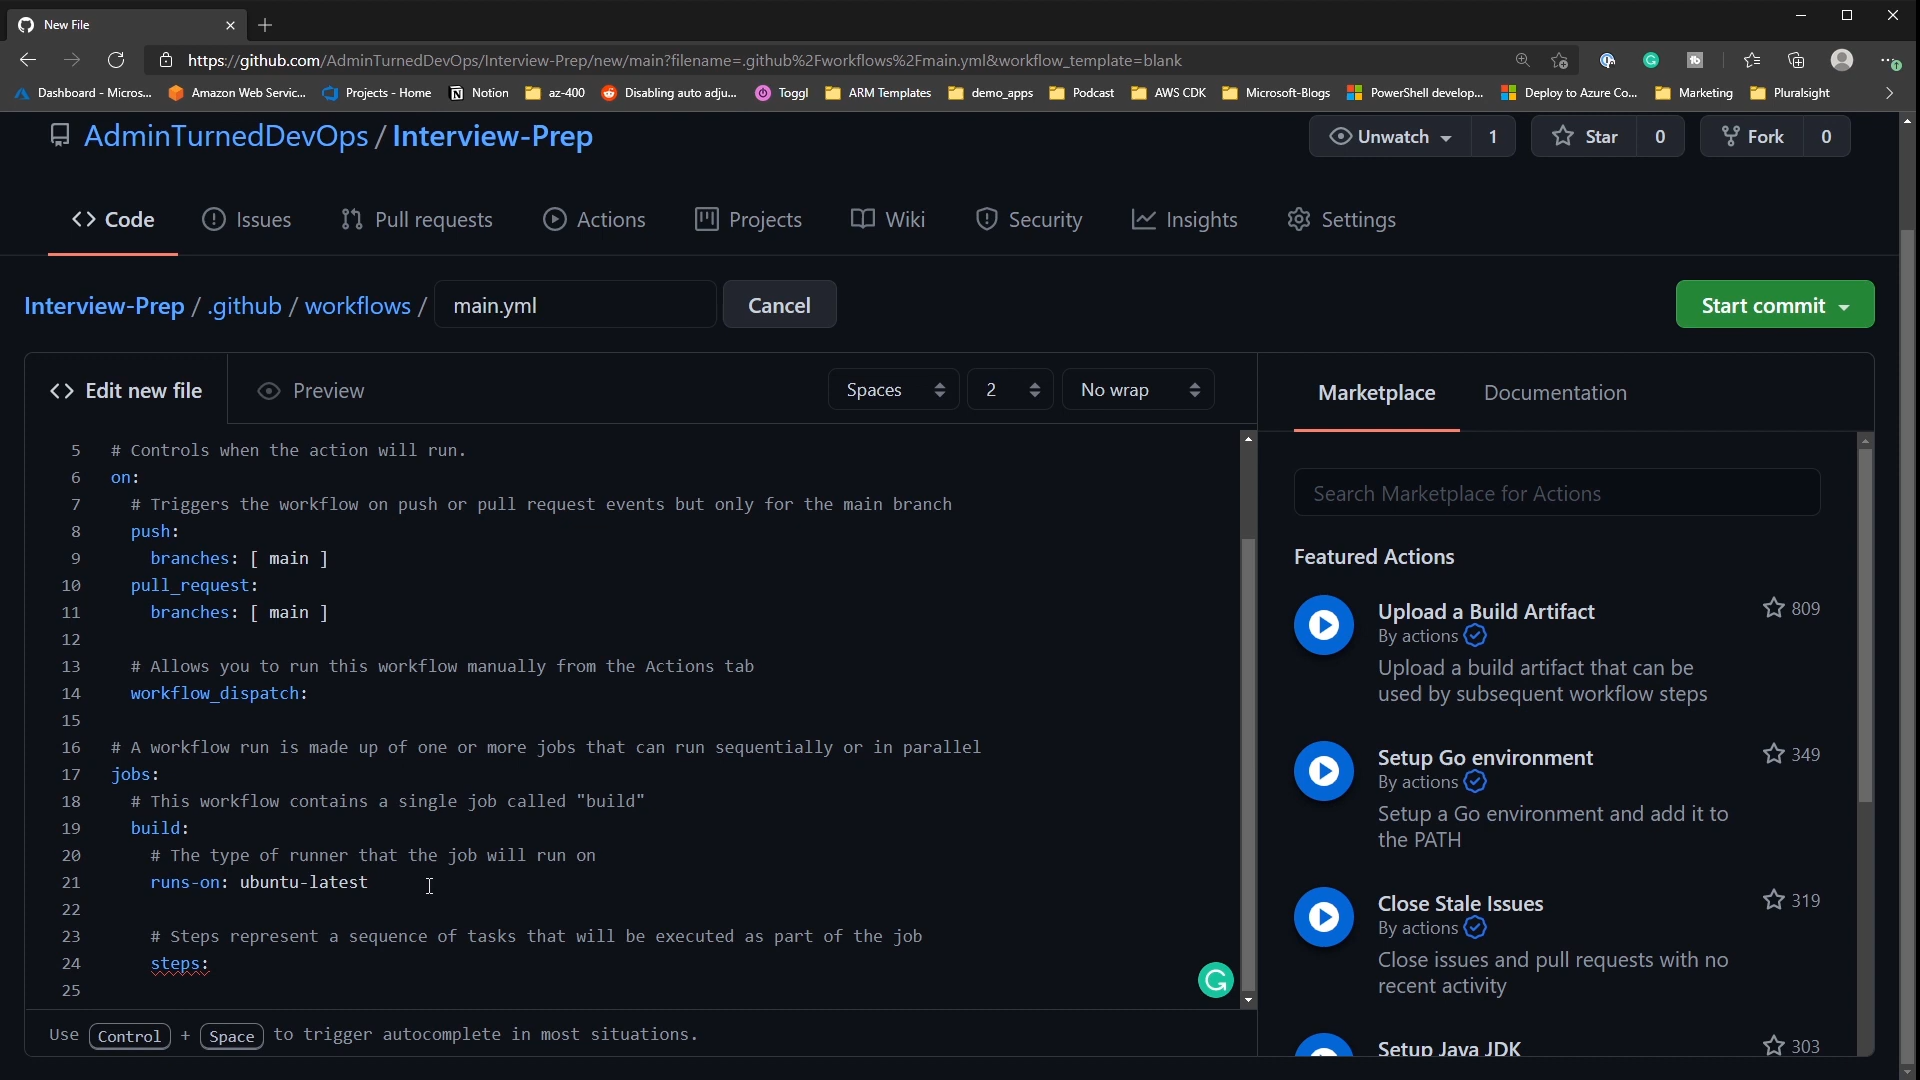 New File
https://github.com/AdminTurnedDevOps/Interview-Prep/new/main?filename=.github%2Fworkflows%2Fmain.yml&workflow_template=blank
Dashboard - Micros... Amazon Web Servic... Projects - Home Notion az-400 Disabling auto adju... Toggl ARM Templates demo_apps Podcast AWS CDK Microsoft-Blogs PowerShell develop... Deploy to Azure Co... Marketing Pluralsight
AdminTurnedDevOps / Interview-Prep
Unwatch 1 Star 0 Fork 0
Code Issues Pull requests Actions Projects Wiki Security Insights Settings
Interview-Prep / .github / workflows / main.yml Cancel Start commit
<> Edit new file Preview Spaces 2 No wrap
5 # Controls when the action will run.
6 on:
7 # Triggers the workflow on push or pull request events but only for the main branch
8 push:
9 branches: [ main ]
10 pull_request:
11 branches: [ main ]
12
13 # Allows you to run this workflow manually from the Actions tab
14 workflow_dispatch:
15
16 # A workflow run is made up of one or more jobs that can run sequentially or in parallel
17 jobs:
18 # This workflow contains a single job called "build"
19 build:
20 # The type of runner that the job will run on
21 runs-on: ubuntu-latest
22
23 # Steps represent a sequence of tasks that will be executed as part of the job
24 steps:
25
Use Control + Space to trigger autocomplete in most situations.
Marketplace Documentation
Search Marketplace for Actions
Featured Actions
Upload a Build Artifact 809
By actions
Upload a build artifact that can be
used by subsequent workflow steps
Setup Go environment 349
By actions
Setup a Go environment and add it to
the PATH
Close Stale Issues 319
By actions
Close issues and pull requests with no
recent activity
Setup Java JDK 303